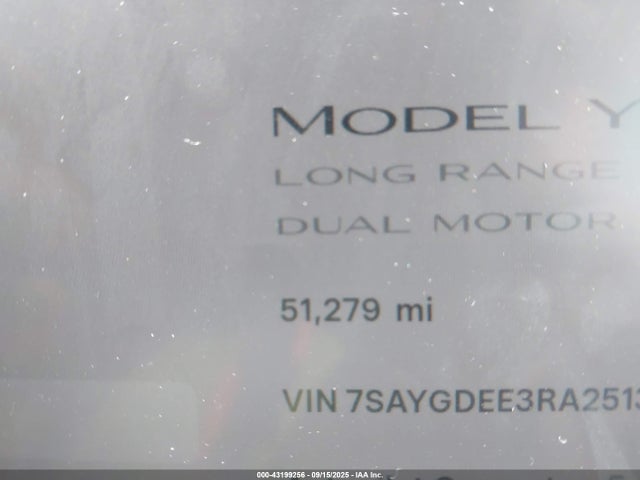 MODEL Y
LONG RANGE
DUAL MOTOR
51,279 mi
VIN 7SAYGDEE3RA2513
000-43199256 - 09/15/2025 - IAA Inc.